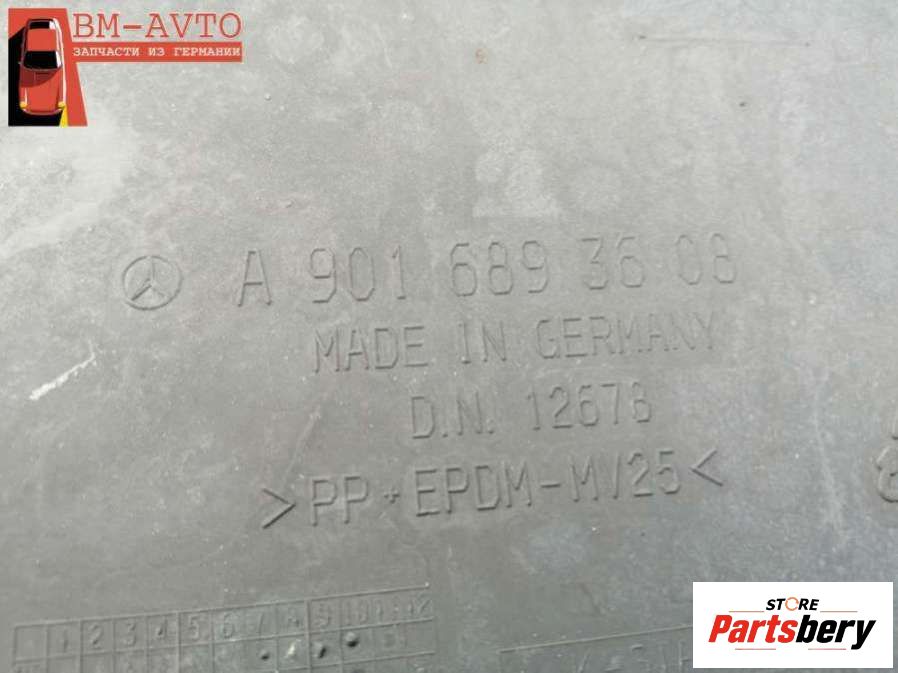 ВМ-AVTO
ЗАПЧАСТИ ИЗ ГЕРМАНИИ
A 901 689 36 08
MADE IN GERMANY
D.N. 12678
>PP+EPDM-MV25<
1 2 3 4 5 6 7 8 9 10 11 12
STORE
Partsbery